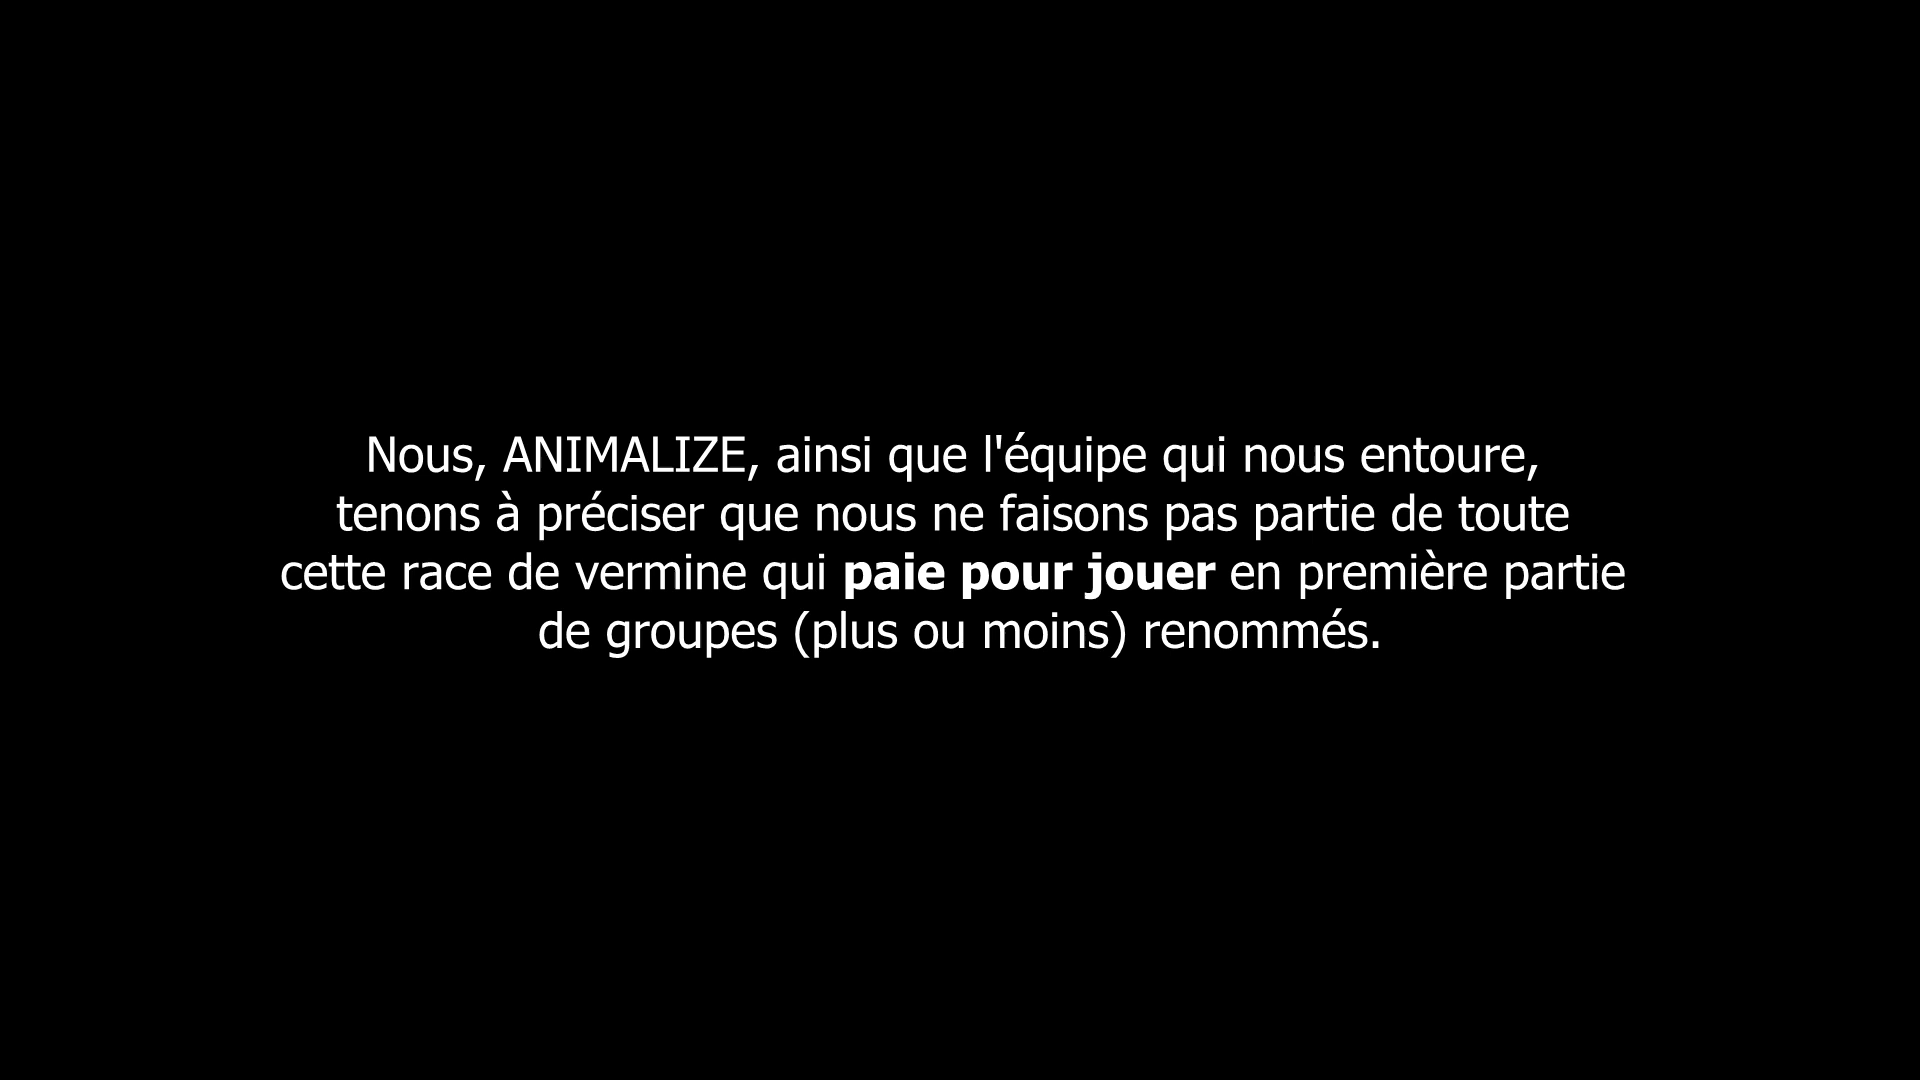 Nous, ANIMALIZE, ainsi que l'équipe qui nous entoure,
tenons à préciser que nous ne faisons pas partie de toute
cette race de vermine qui paie pour jouer en première partie
de groupes (plus ou moins) renommés.